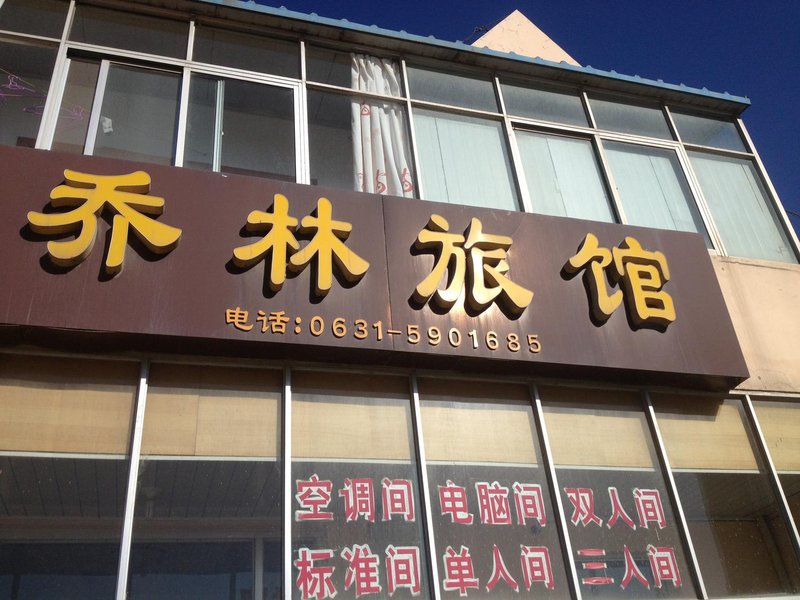 乔林旅馆
电话:0631-5901685
空调间 电脑间 双人间
标准间 单人间 三人间